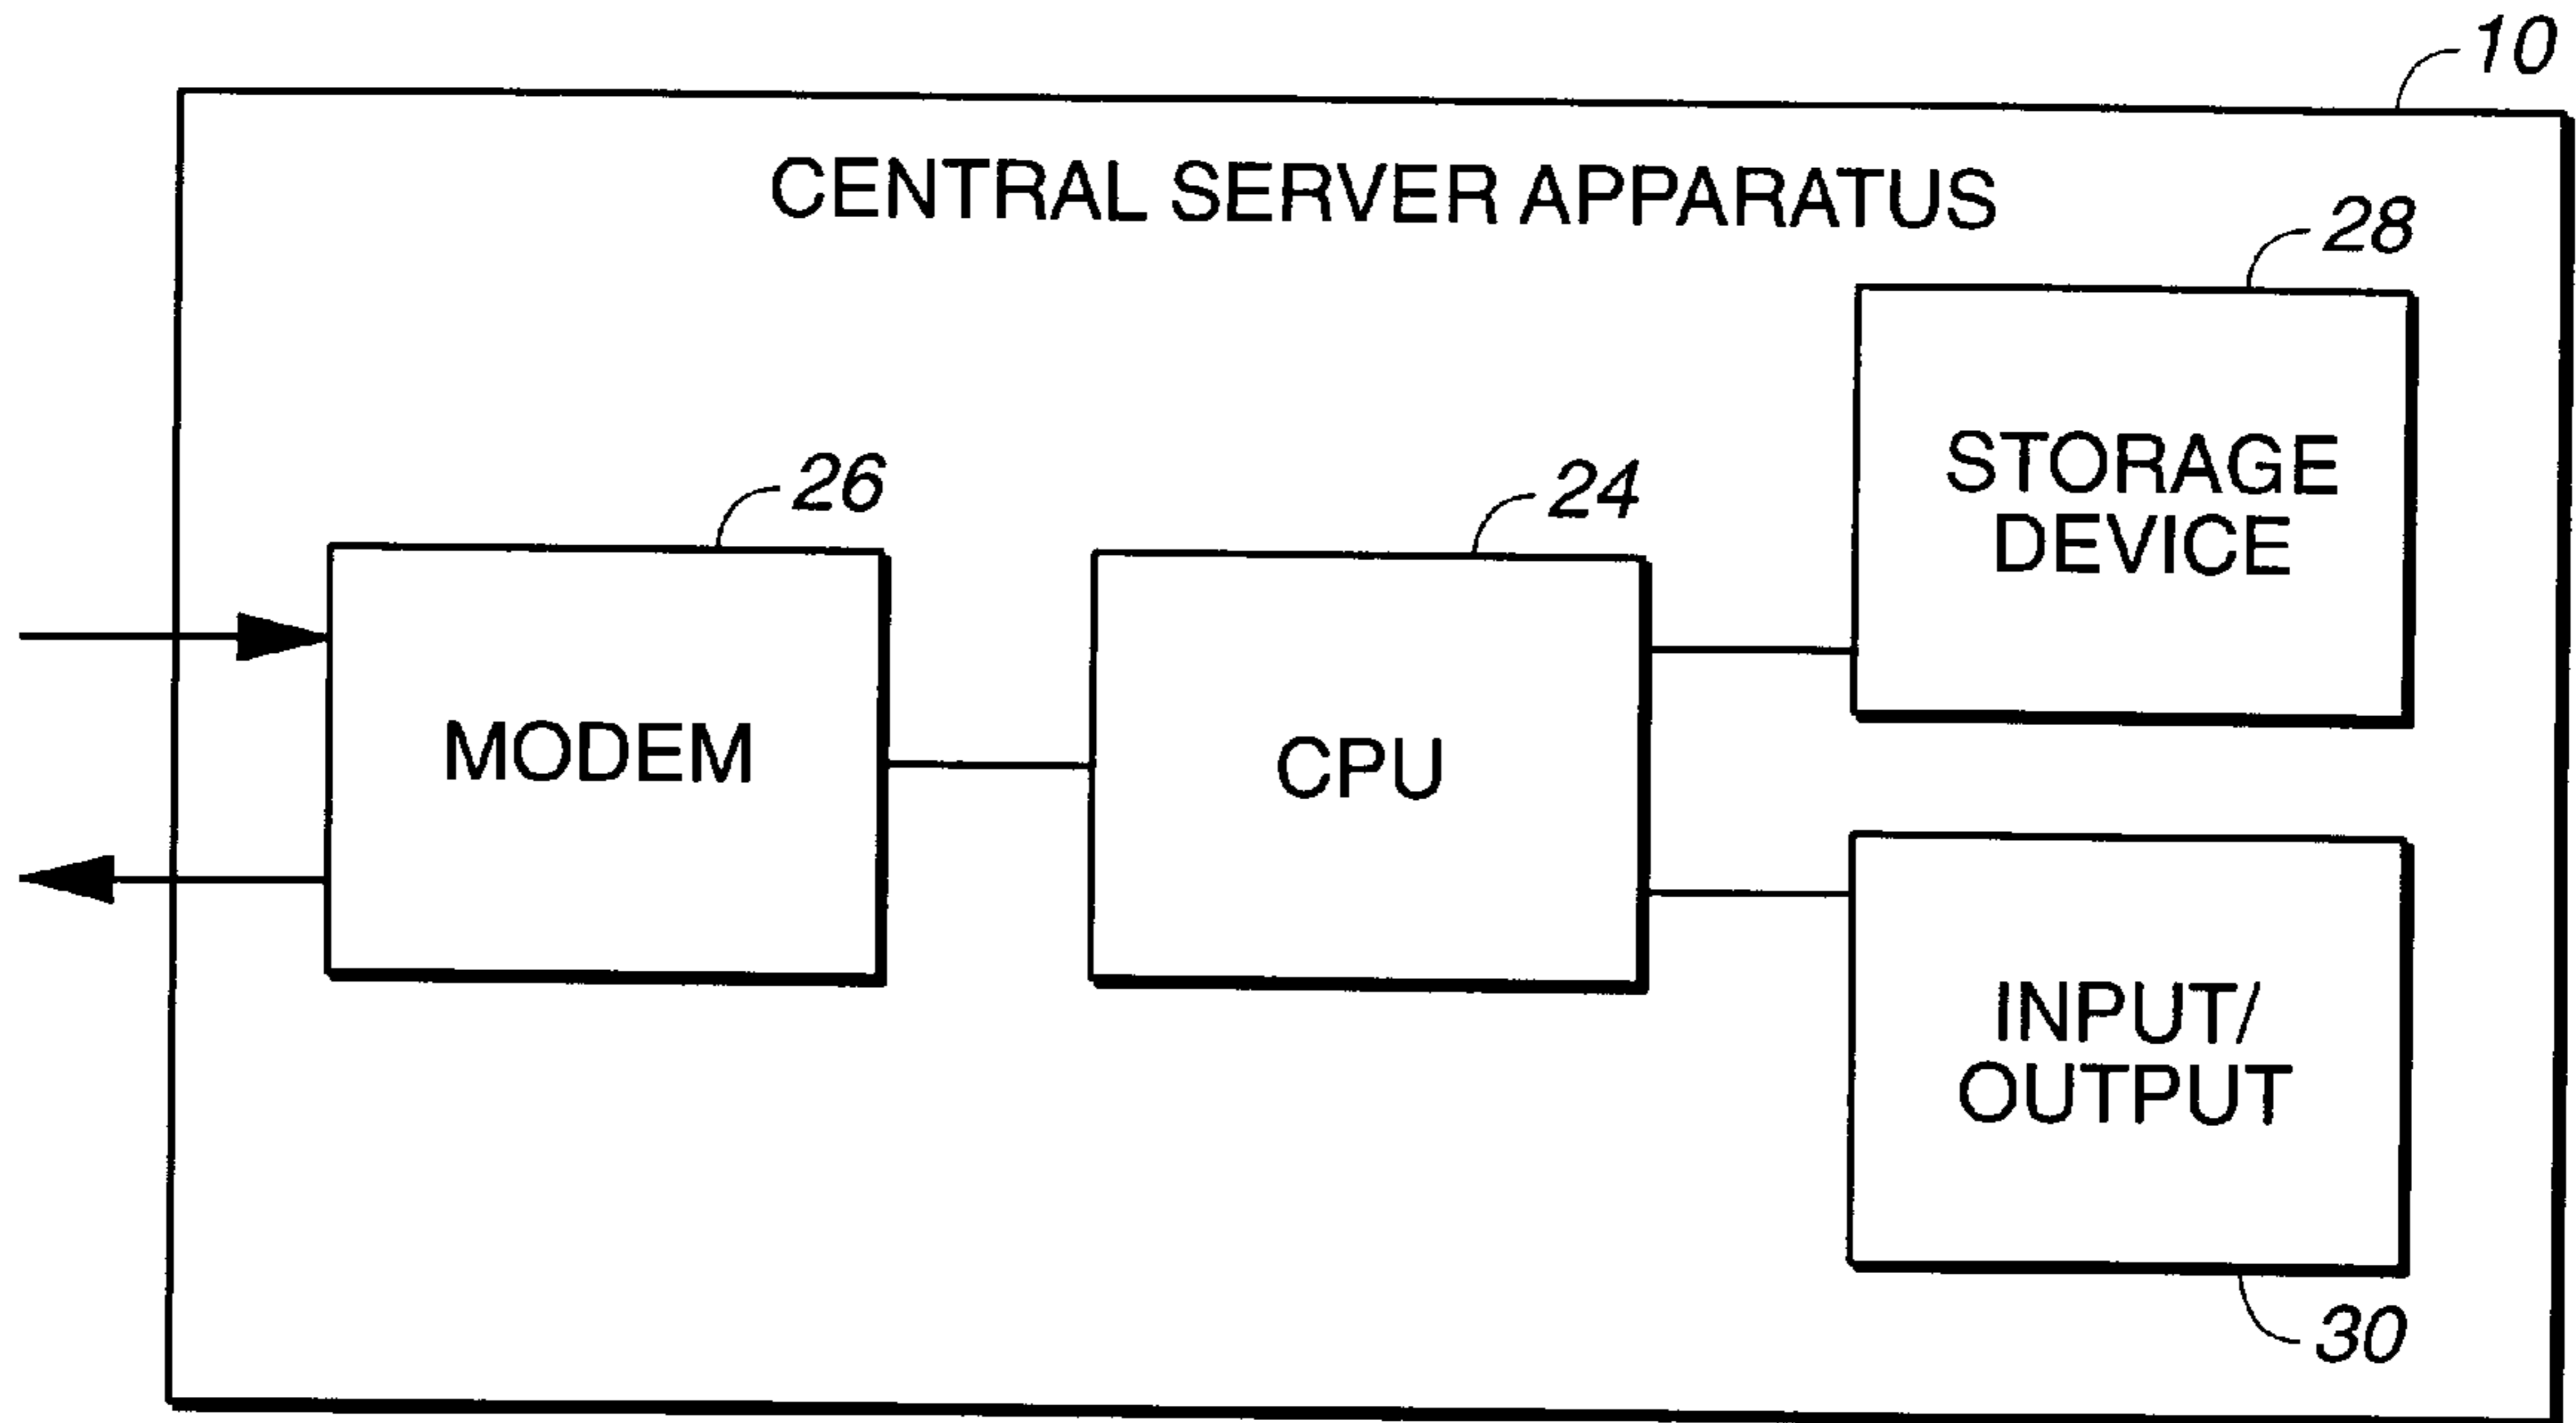 10
CENTRAL SERVER APPARATUS
28
STORAGE
DEVICE
26
24
MODEM
CPU
INPUT/
OUTPUT
30